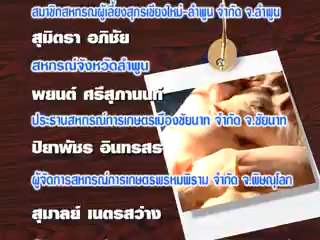 สมาชิกสหกรณ์ผู้เลี้ยงสุกรเชียงใหม่-ลำพูน จำกัด จ.ลำพูน
สุมิตรา อภิชัย
สหกรณ์จังหวัดลำพูน
พยนต์ ศรีสุภานนท์
ประธานสหกรณ์การเกษตรเมืองชัยนาท จำกัด จ.ชัยนาท
ปิยาพัชร อินทรสร
ผู้จัดการสหกรณ์การเกษตรพรหมพิราม จำกัด จ.พิษณุโลก
สุมาลย์ เนตรสว่าง